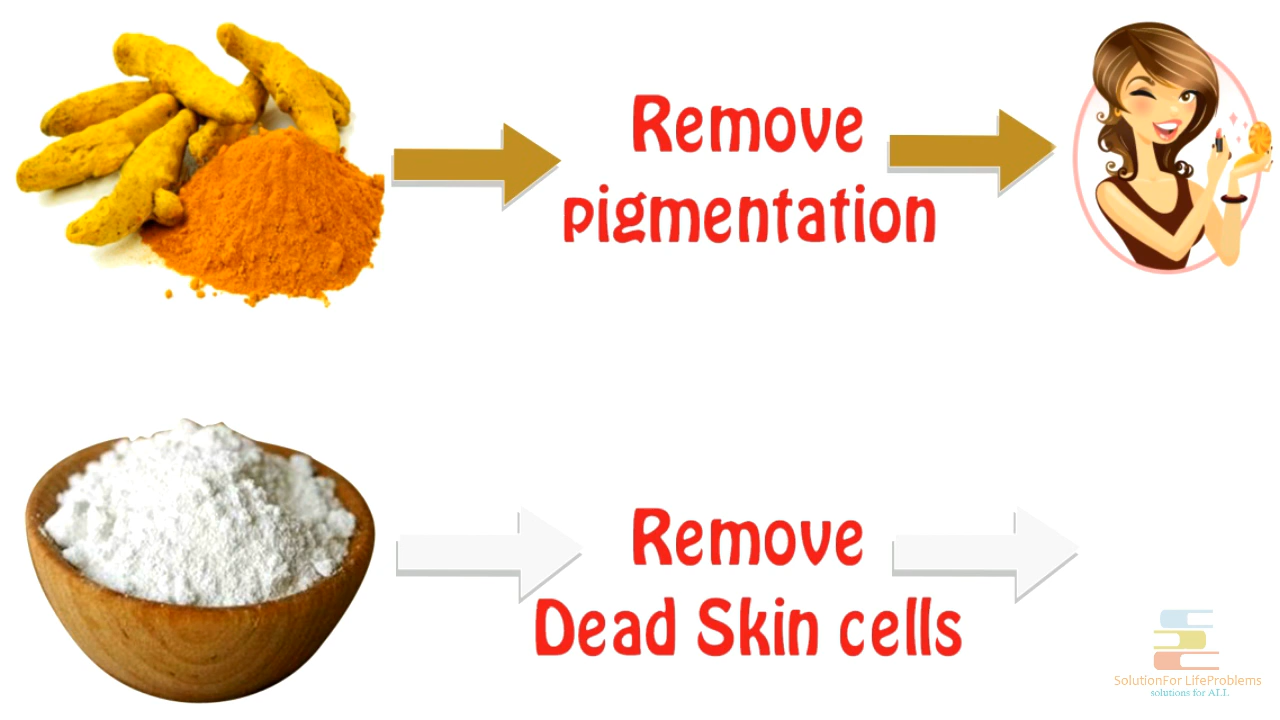 Remove
pigmentation
Remove
Dead Skin cells
SolutionFor LifeProblems
solutions for ALL